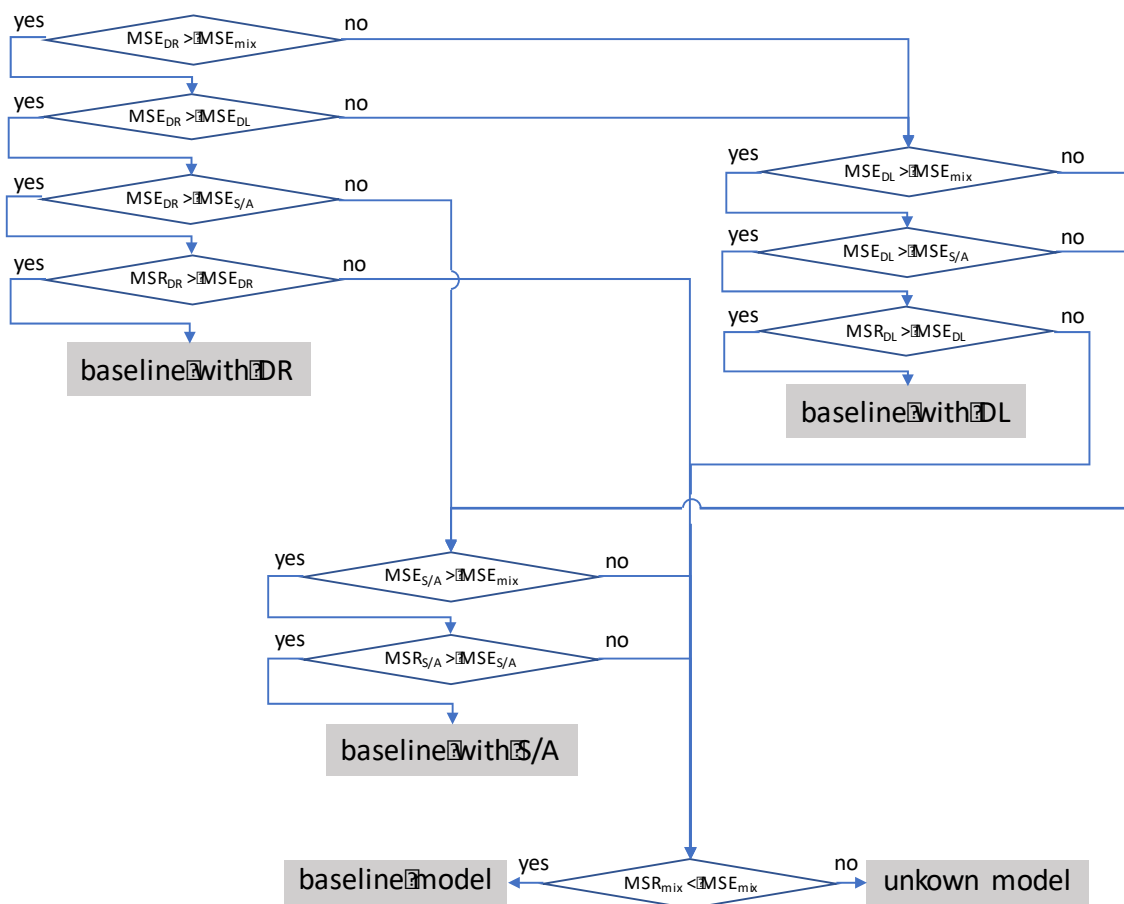 yes
no
MSE_DR > MSE_mix
yes
no
MSE_DR > MSE_DL
yes
no
MSE_DL > MSE_mix
yes
no
MSE_DR > MSE_S/A
yes
no
MSE_DL > MSE_S/A
yes
no
MSR_DR > MSE_DR
yes
no
MSR_DL > MSE_DL
baseline with DR
baseline with DL
yes
no
MSE_S/A > MSE_mix
yes
no
MSR_S/A > MSE_S/A
baseline with S/A
baseline model
yes
MSR_mix < MSE_mix
no
unkown model